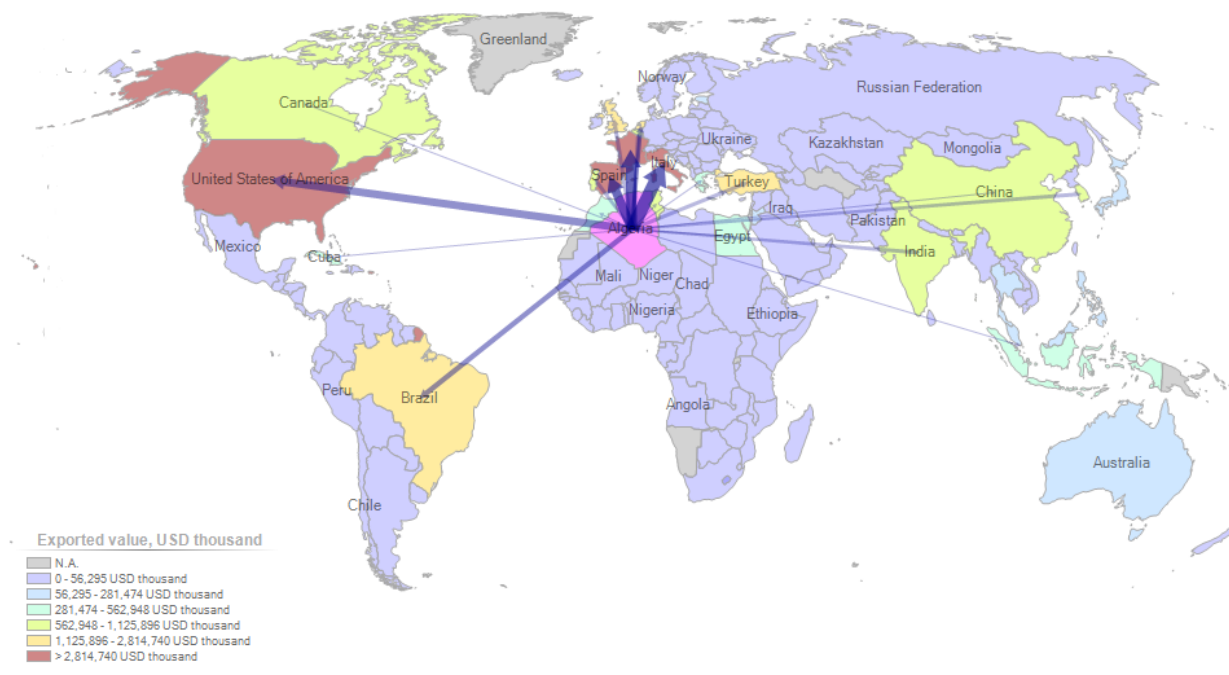 Greenland
Norway
Russian Federation
Canada
Ukraine
Kazakhstan
Mongolia
Italy
Spain
United States of America
Turkey
China
Iraq
Pakistan
Algeria
Egypt
India
Mexico
Cuba
Mali
Niger
Chad
Nigeria
Ethiopia
Peru
Brazil
Angola
Australia
Chile
Exported value, USD thousand
N.A.
0 - 56,295 USD thousand
56,295 - 281,474 USD thousand
281,474 - 562,948 USD thousand
562,948 - 1,125,896 USD thousand
1,125,896 - 2,814,740 USD thousand
> 2,814,740 USD thousand